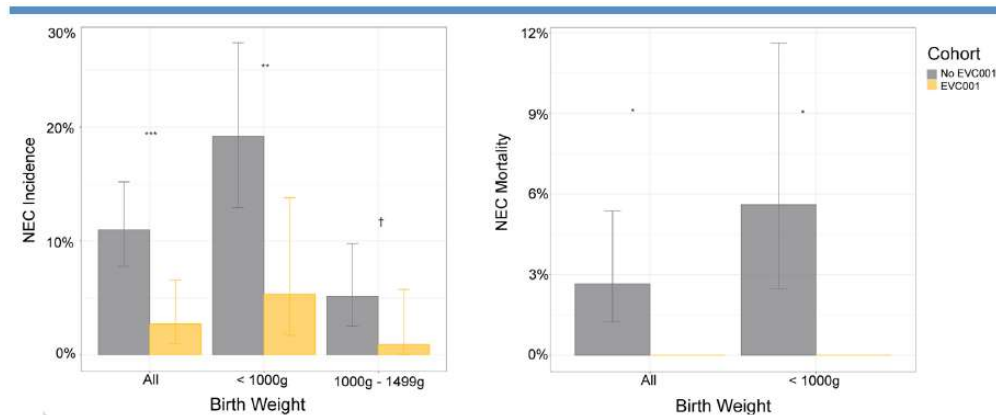 30%
20%
10%
0%
NEC Incidence
***
**
†
All
< 1000g
1000g - 1499g
Birth Weight
12%
9%
6%
3%
0%
NEC Mortality
*
*
All
< 1000g
Birth Weight
Cohort
No EVC001
EVC001